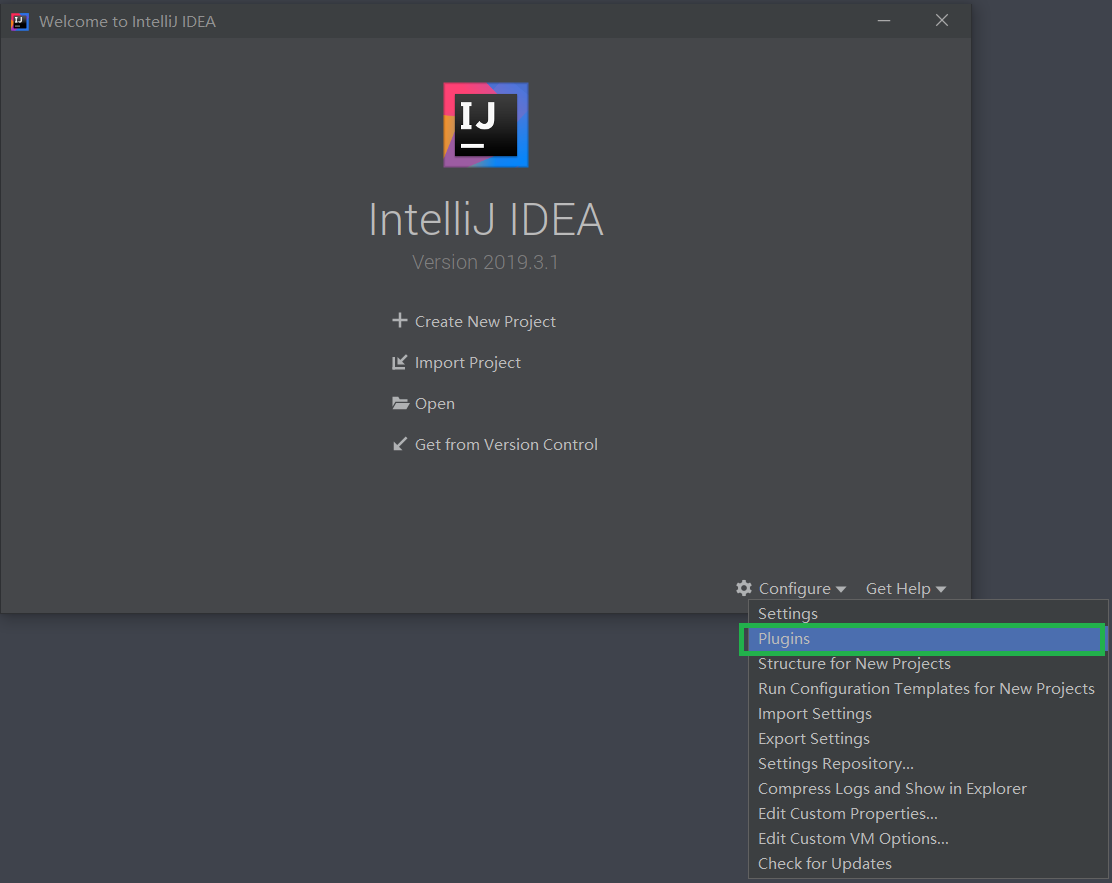 Welcome to IntelliJ IDEA
IJ
IntelliJ IDEA
Version 2019.3.1
Create New Project
Import Project
Open
Get from Version Control
Configure
Get Help
Settings
Plugins
Structure for New Projects
Run Configuration Templates for New Projects
Import Settings
Export Settings
Settings Repository...
Compress Logs and Show in Explorer
Edit Custom Properties...
Edit Custom VM Options...
Check for Updates